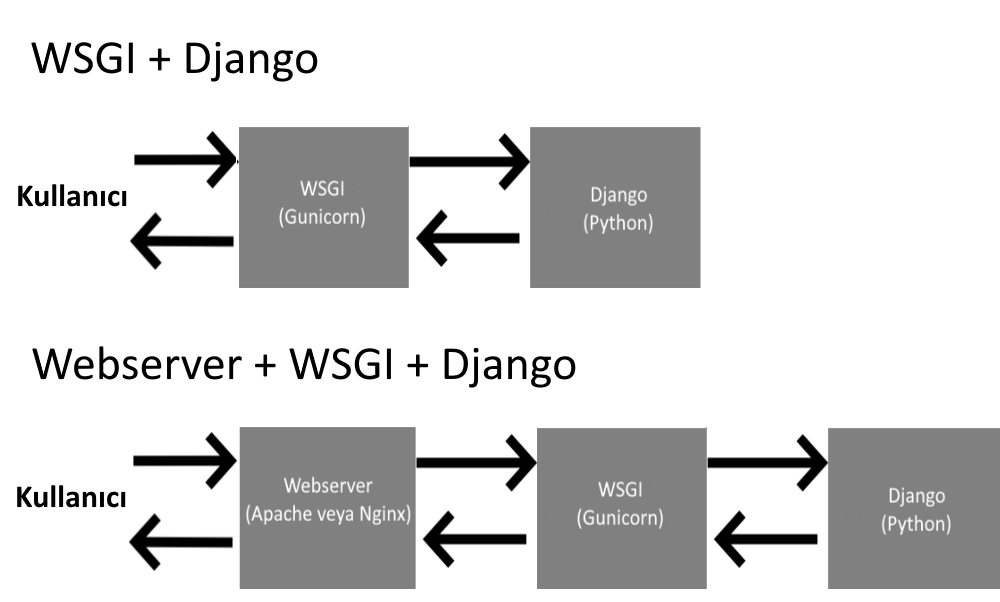 WSGI + Django
Kullanıcı
WSGI
(Gunicorn)
Django
(Python)
Webserver + WSGI + Django
Kullanıcı
Webserver
(Apache veya Nginx)
WSGI
(Gunicorn)
Django
(Python)